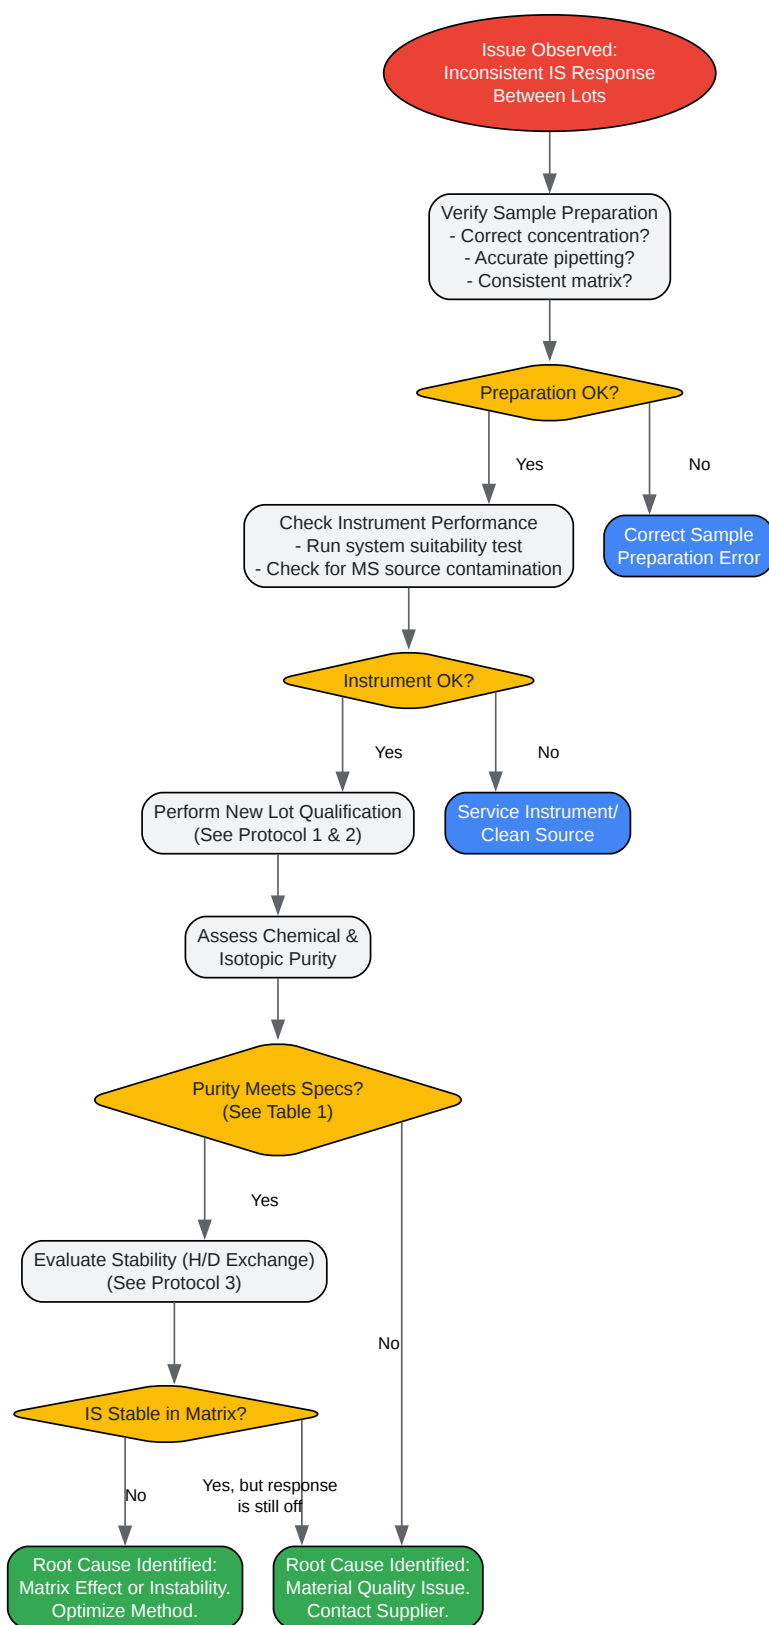 Issue Observed:
Inconsistent IS Response
Between Lots
Verify Sample Preparation
- Correct concentration?
- Accurate pipetting?
- Consistent matrix?
Preparation OK?
Yes
No
Check Instrument Performance
- Run system suitability test
- Check for MS source contamination
Correct Sample
Preparation Error
Instrument OK?
Yes
No
Perform New Lot Qualification
(See Protocol 1 & 2)
Service Instrument/
Clean Source
Assess Chemical &
Isotopic Purity
Purity Meets Specs?
(See Table 1)
Yes
Evaluate Stability (H/D Exchange)
(See Protocol 3)
No
IS Stable in Matrix?
No
Yes, but response
is still off
Root Cause Identified:
Matrix Effect or Instability.
Optimize Method.
Root Cause Identified:
Material Quality Issue.
Contact Supplier.